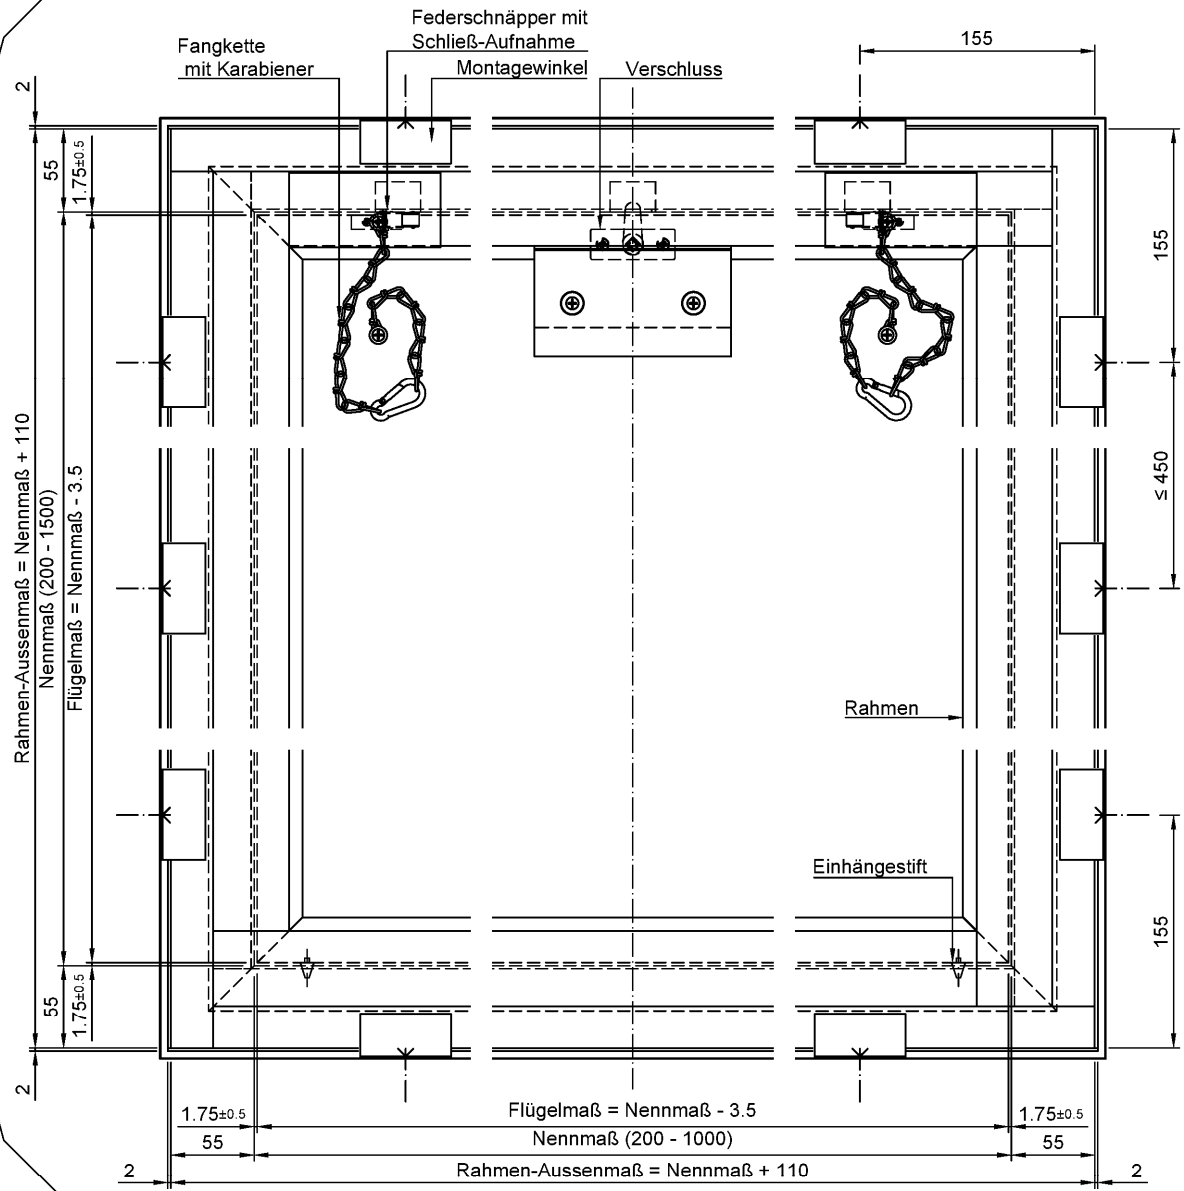 Federschnäpper mit
Schließ-Aufnahme
Fangkette
mit Karabiener
Montagewinkel
Verschluss
155
2
55
1.75±0.5
155
Rahmen-Aussenmaß = Nennmaß + 110
Nennmaß (200 - 1500)
Flügelmaß = Nennmaß - 3.5
≤ 450
Rahmen
Einhängestift
155
55
1.75±0.5
2
1.75±0.5
Flügelmaß = Nennmaß - 3.5
1.75±0.5
55
Nennmaß (200 - 1000)
55
2
Rahmen-Aussenmaß = Nennmaß + 110
2